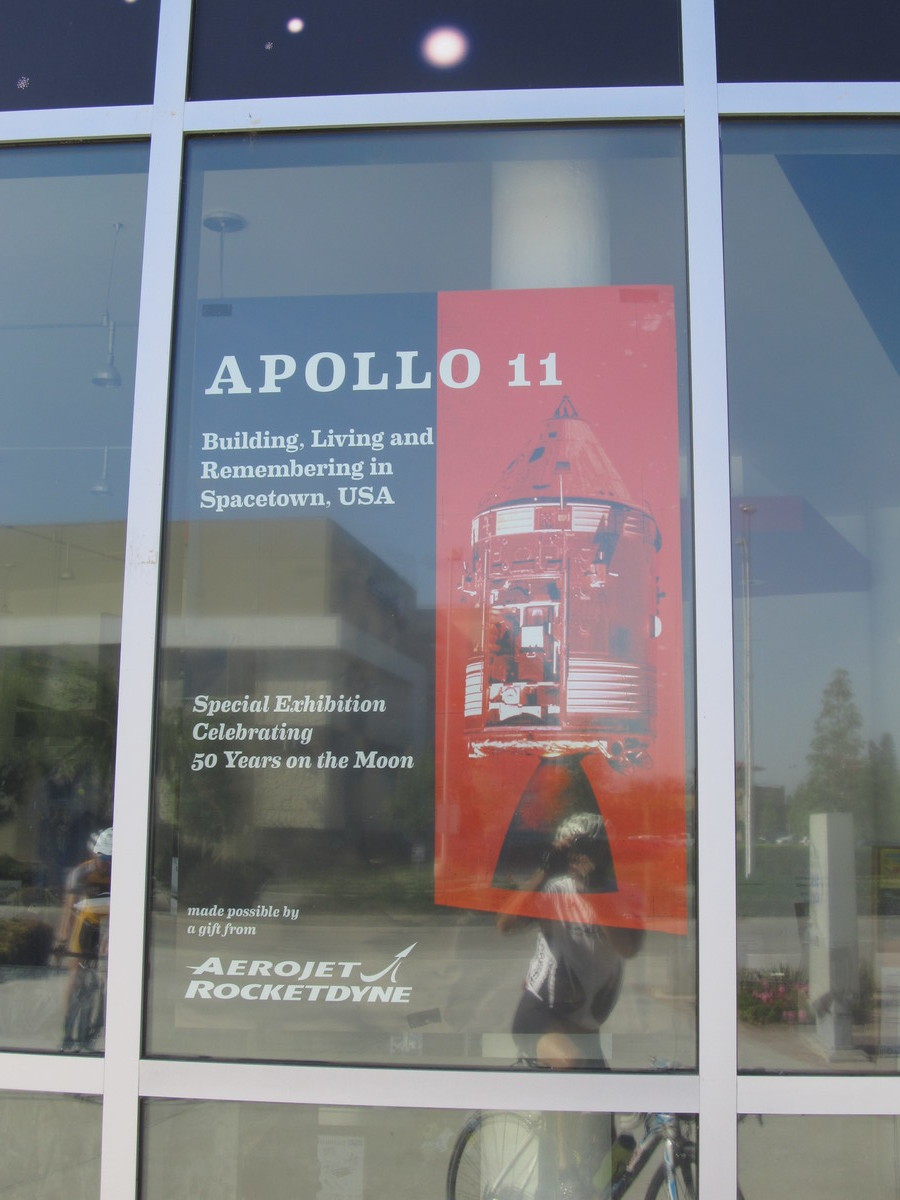 APOLLO 11
Building, Living and
Remembering in
Spacetown, USA
Special Exhibition
Celebrating
50 Years on the Moon
made possible by
a gift from
AEROJET
ROCKETDYNE